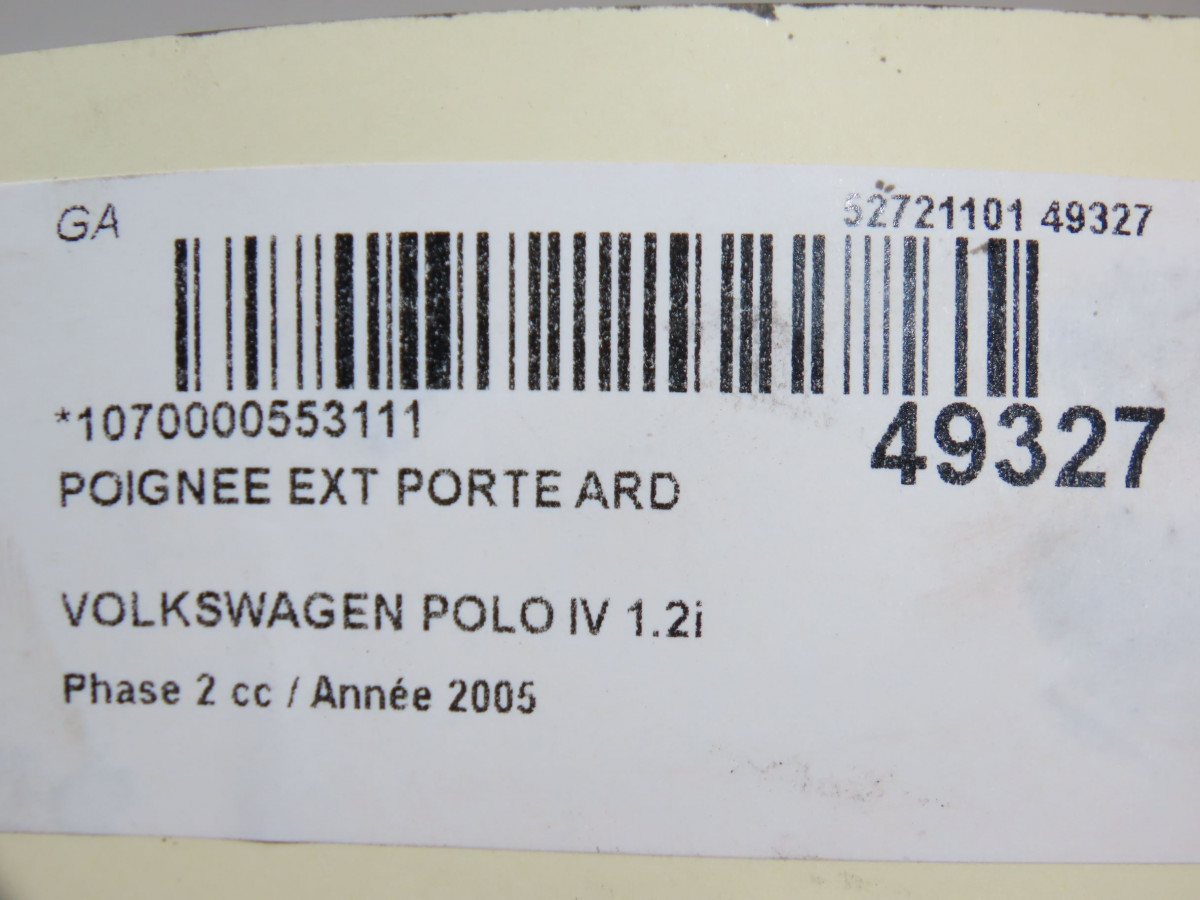 GA
52721101 49327
*1070000553111
49327
POIGNEE EXT PORTE ARD
VOLKSWAGEN POLO IV 1.2i
Phase 2 cc / Année 2005